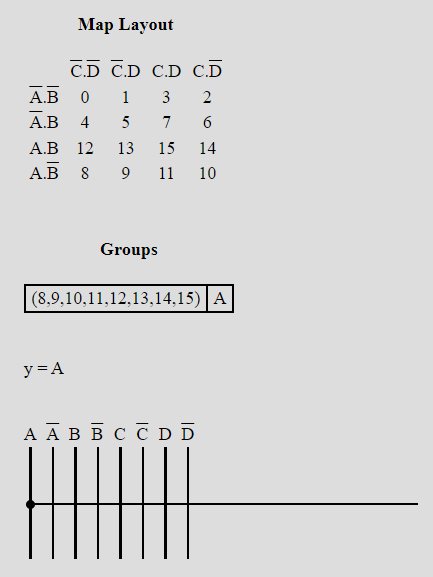 Map Layout
C̅.D̅ C̅.D C.D C.D̅
A̅.B̅ 0 1 3 2
A̅.B 4 5 7 6
A.B 12 13 15 14
A.B̅ 8 9 11 10
Groups
(8,9,10,11,12,13,14,15) A
y = A
A A̅ B B̅ C C̅ D D̅